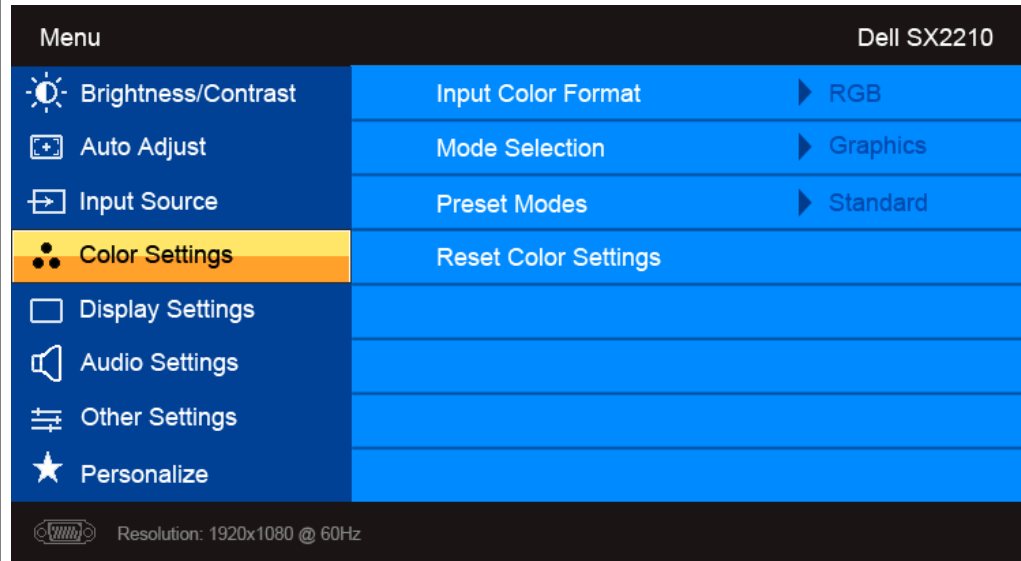 Menu Dell SX2210
Brightness/Contrast Input Color Format RGB
Auto Adjust Mode Selection Graphics
Input Source Preset Modes Standard
Color Settings Reset Color Settings
Display Settings
Audio Settings
Other Settings
Personalize
Resolution: 1920x1080 @ 60Hz